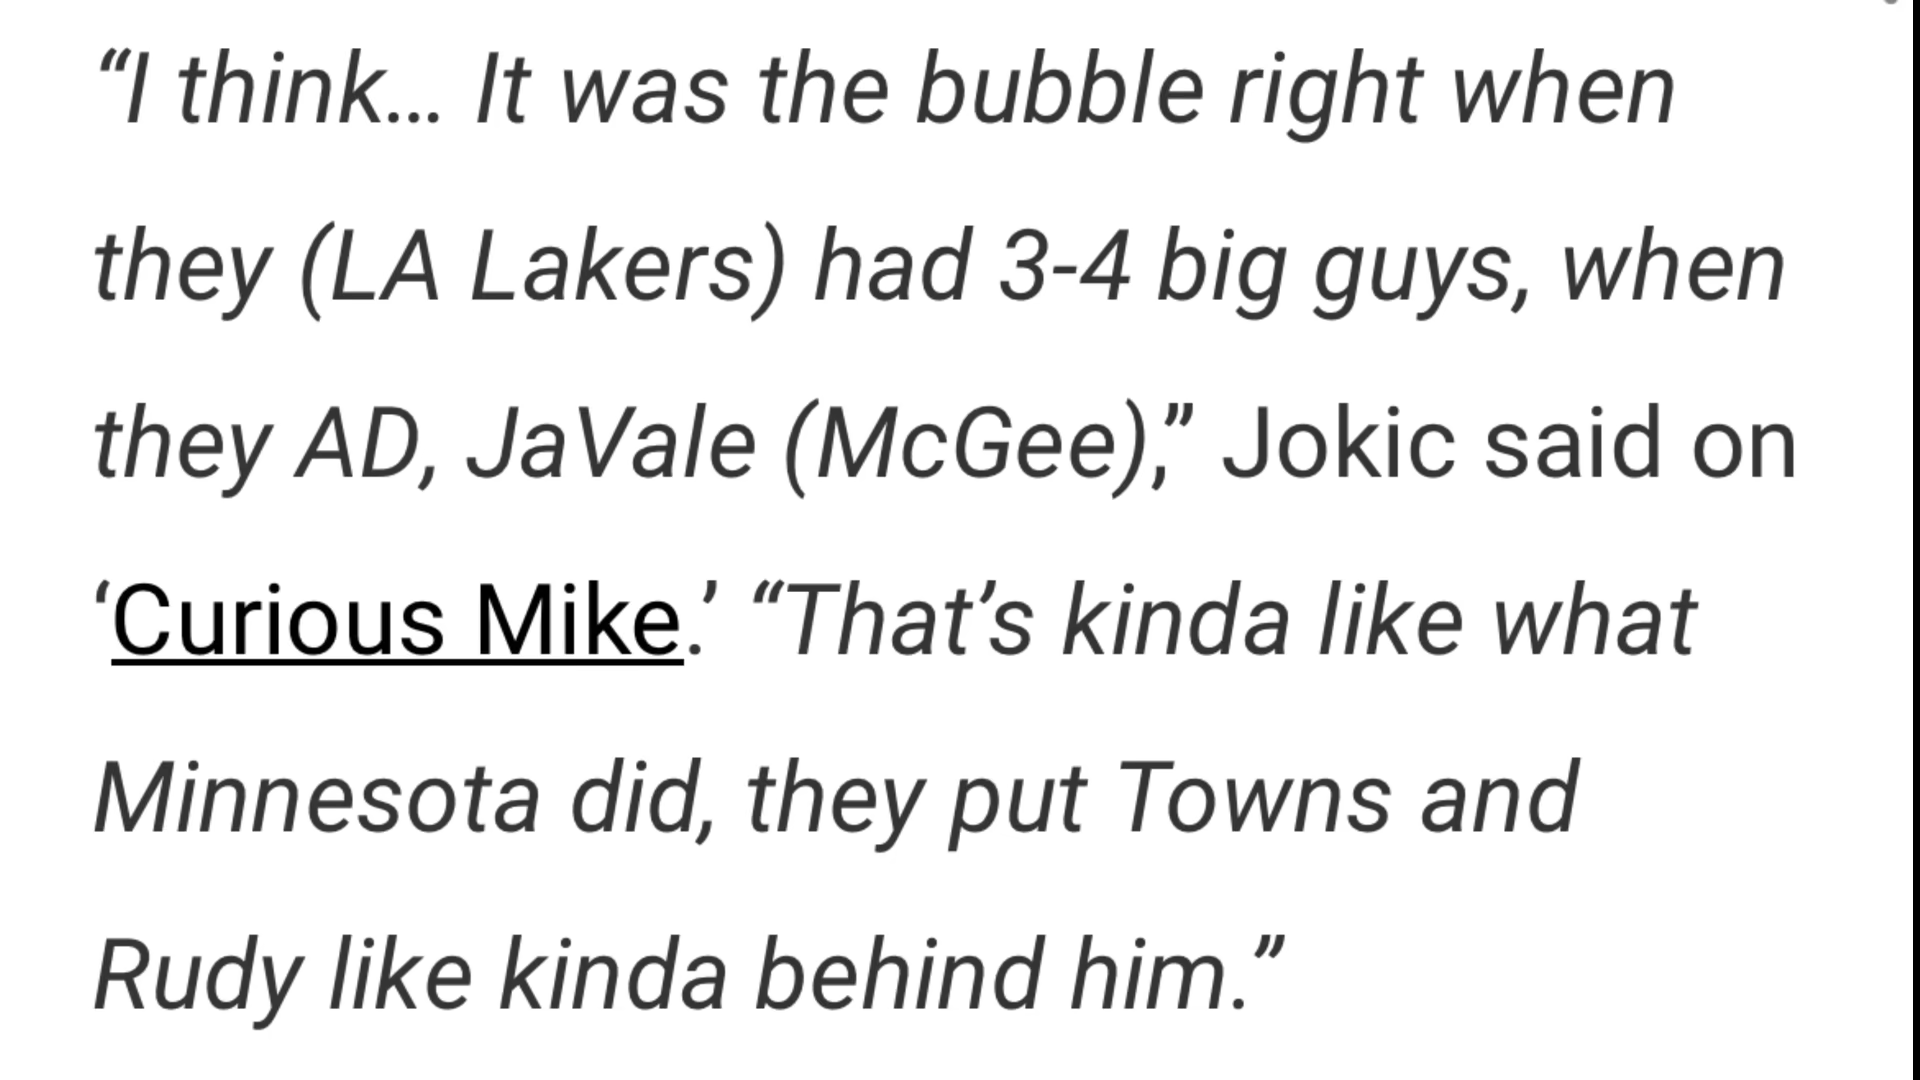 “I think... It was the bubble right when
they (LA Lakers) had 3-4 big guys, when
they AD, JaVale (McGee),” Jokic said on
‘Curious Mike.’ “That’s kinda like what
Minnesota did, they put Towns and
Rudy like kinda behind him.”